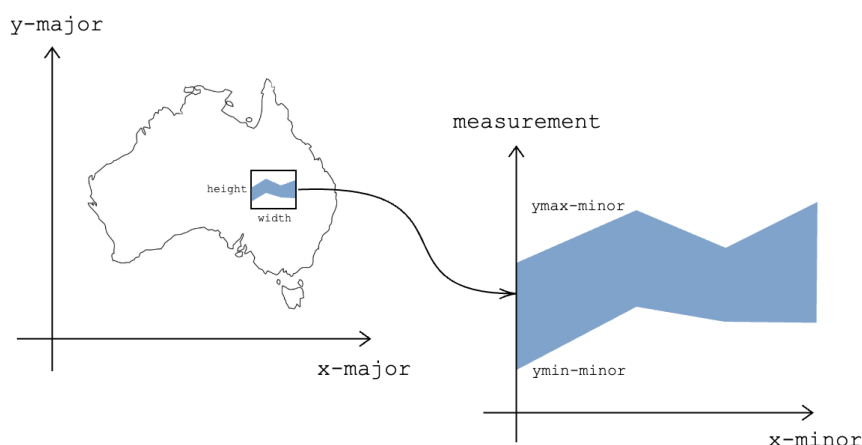 y-major
height
width
x-major
measurement
ymax-minor
ymin-minor
x-minor